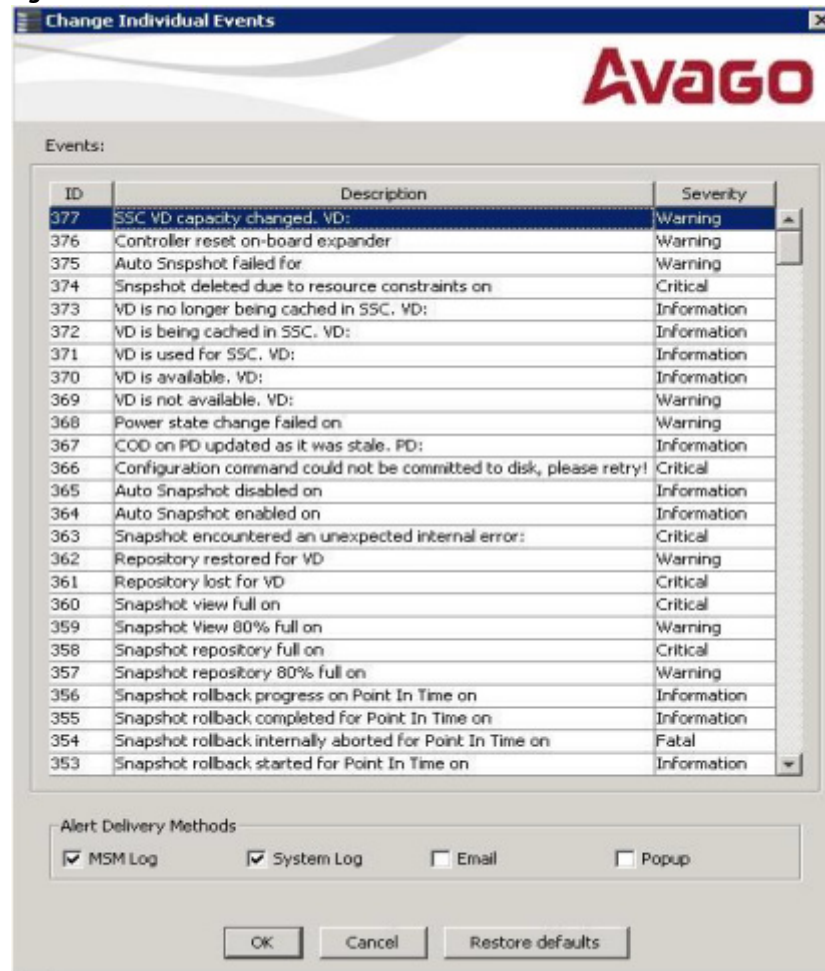 Change Individual Events
AVAGO
Events:
ID Description Severity
377 SSC VD capacity changed. VD: Warning
376 Controller reset on-board expander Warning
375 Auto Snspshot failed for Warning
374 Snspshot deleted due to resource constraints on Critical
373 VD is no longer being cached in SSC. VD: Information
372 VD is being cached in SSC. VD: Information
371 VD is used for SSC. VD: Information
370 VD is available. VD: Information
369 VD is not available. VD: Warning
368 Power state change failed on Warning
367 COD on PD updated as it was stale. PD: Information
366 Configuration command could not be committed to disk, please retry! Critical
365 Auto Snapshot disabled on Information
364 Auto Snapshot enabled on Information
363 Snapshot encountered an unexpected internal error: Critical
362 Repository restored for VD Warning
361 Repository lost for VD Critical
360 Snapshot view full on Critical
359 Snapshot View 80% full on Warning
358 Snapshot repository full on Critical
357 Snapshot repository 80% full on Warning
356 Snapshot rollback progress on Point In Time on Information
355 Snapshot rollback completed for Point In Time on Information
354 Snapshot rollback internally aborted for Point In Time on Fatal
353 Snapshot rollback started for Point In Time on Information
Alert Delivery Methods
MSM Log System Log Email Popup
OK Cancel Restore defaults